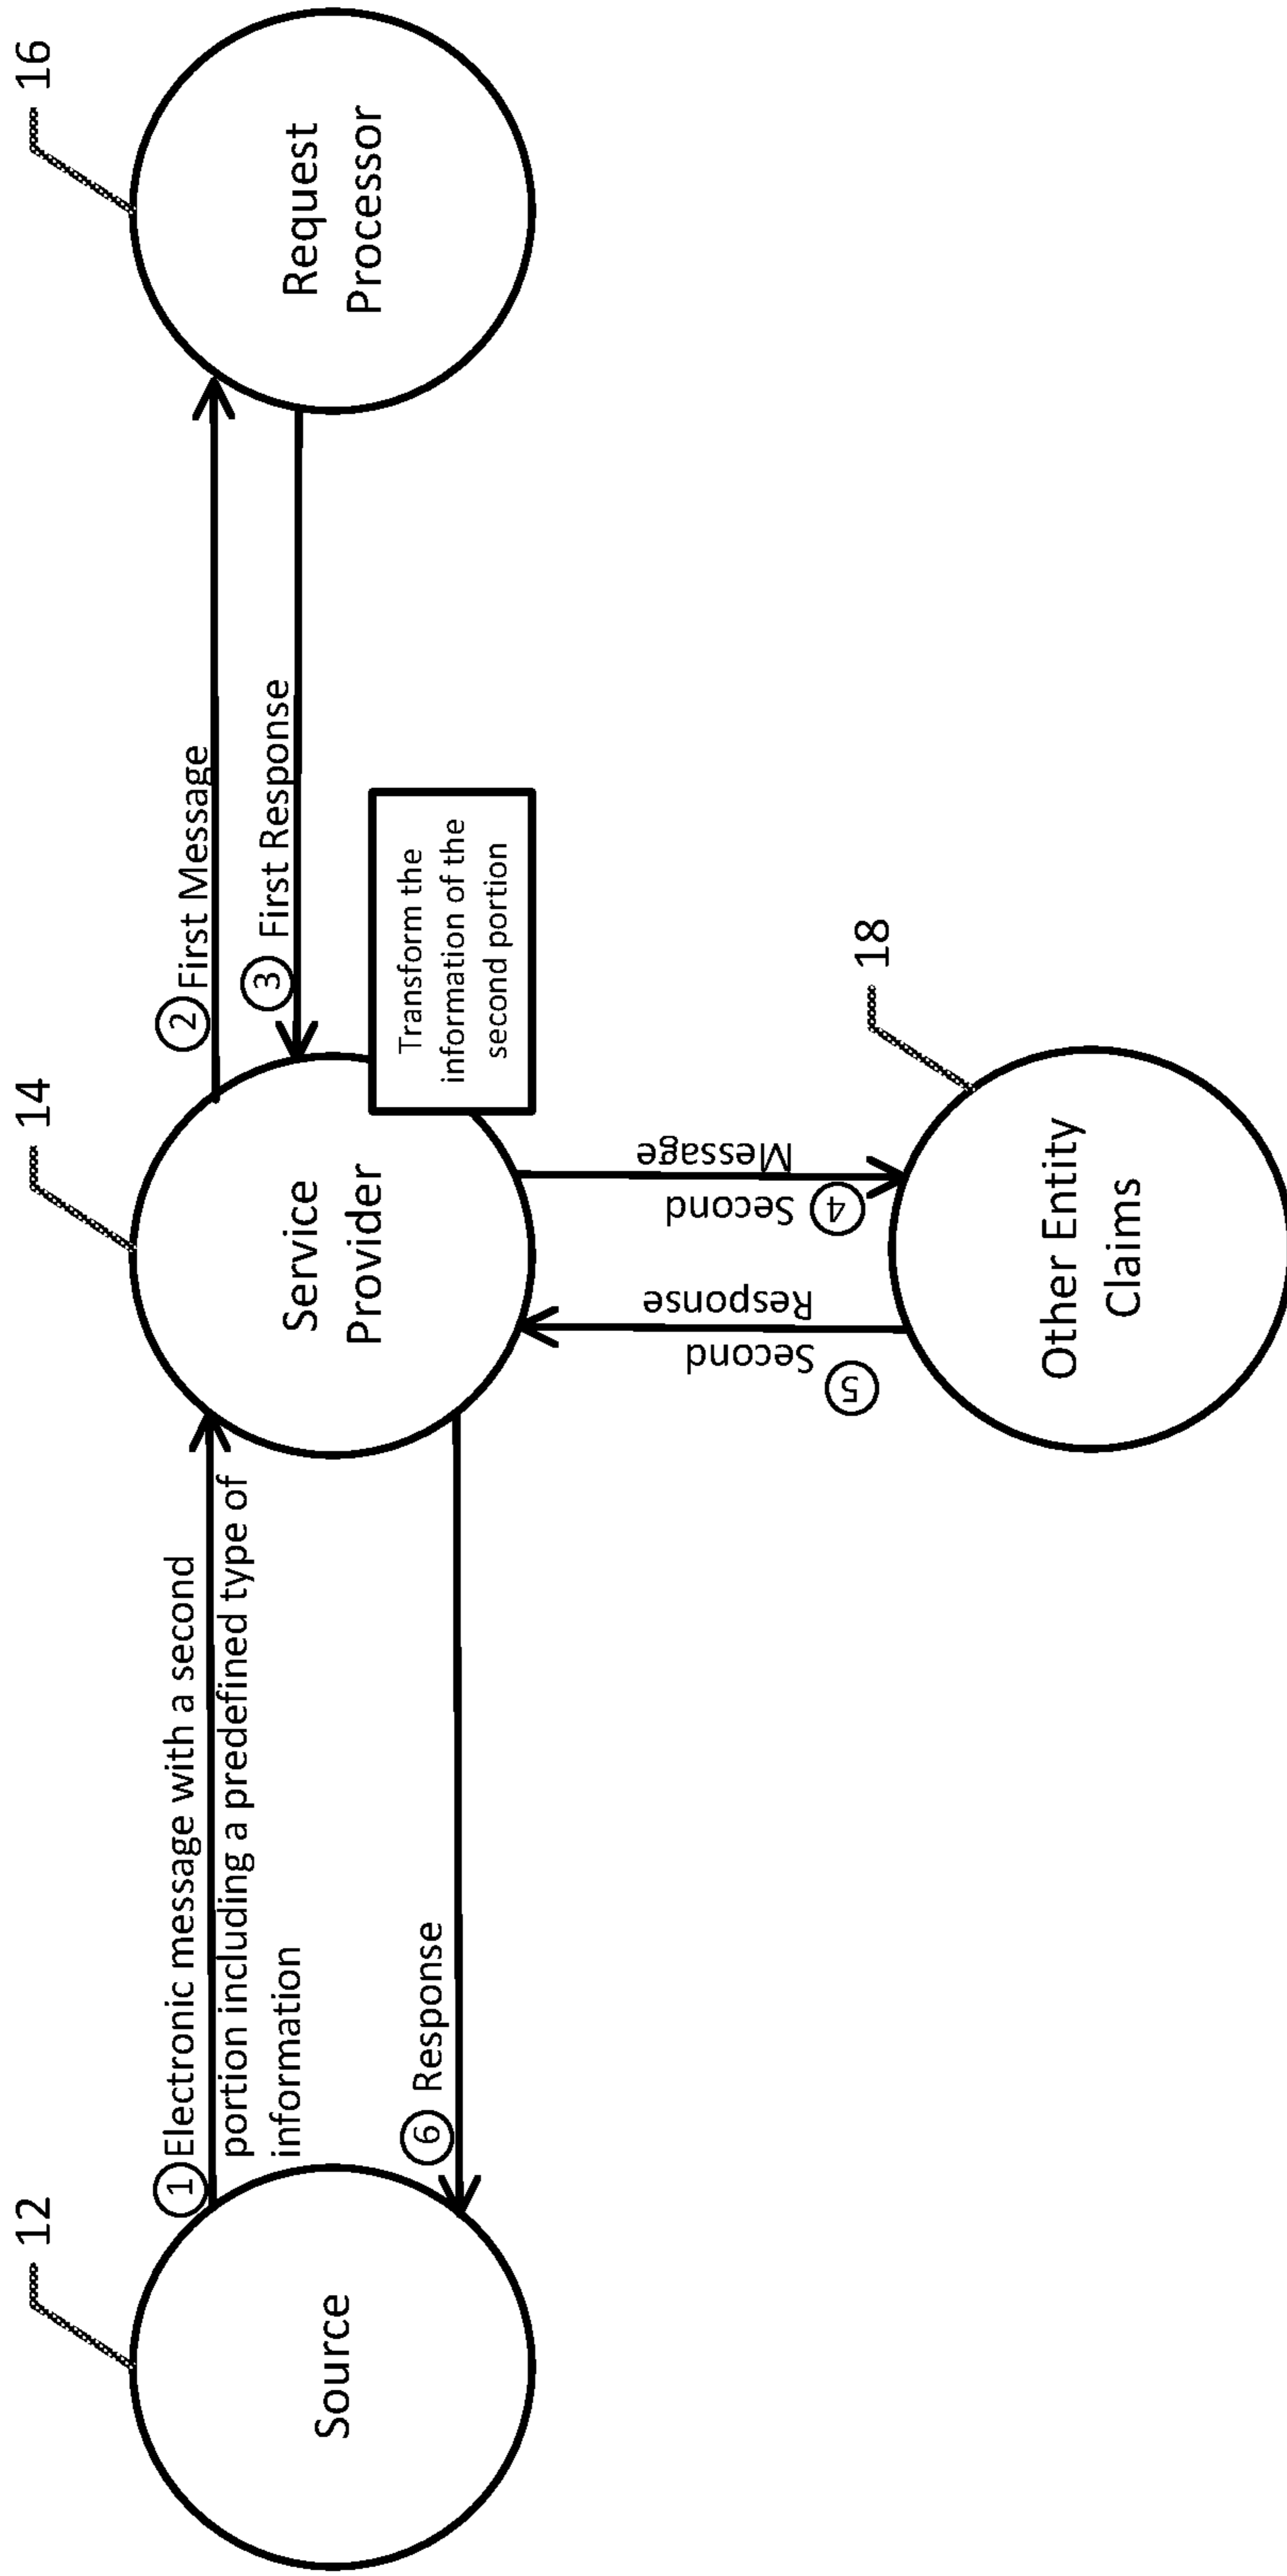 12
14
16
① Electronic message with a second
portion including a predefined type of
information
② First Message
③ First Response
Source
Service
Provider
Request
Processor
⑥ Response
Transform the
information of the
second portion
⑤ Second
Response
④ Second
Message
18
Other Entity
Claims